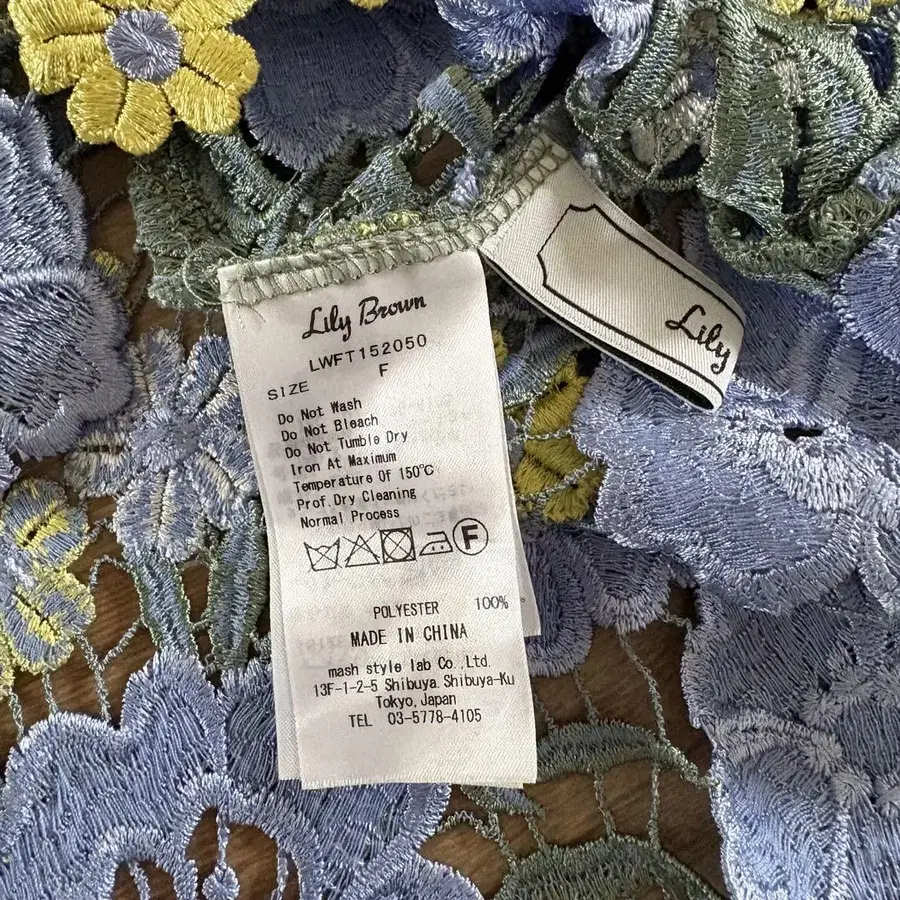 Lily Brown
LWFT152050
SIZE F
Do Not Wash
Do Not Bleach
Do Not Tumble Dry
Iron At Maximum
Temperature Of 150℃
Prof.Dry Cleaning
Normal Process
F
POLYESTER 100%
MADE IN CHINA
mash style lab Co.,Ltd.
13F-1-2-5 Shibuya.Shibuya-Ku
Tokyo,Japan
TEL 03-5778-4105
Lily